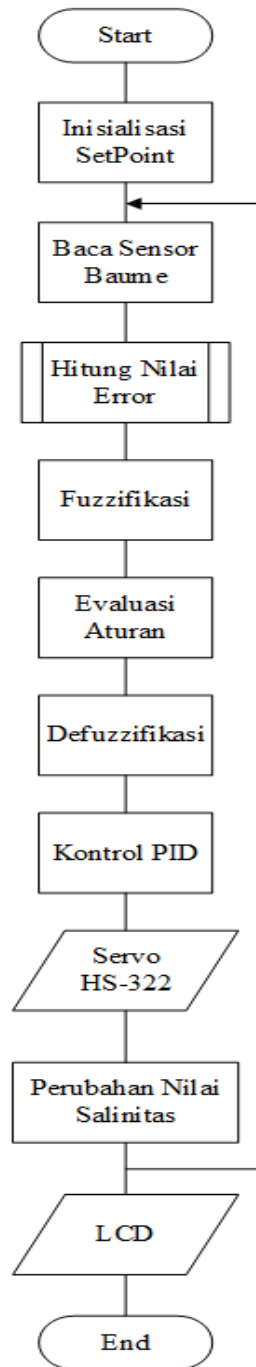 Start
Inisialisasi
SetPoint
Baca Sensor
Baume
Hitung Nilai
Error
Fuzzifikasi
Evaluasi
Aturan
Defuzzifikasi
Kontrol PID
Servo
HS-322
Perubahan Nilai
Salinitas
LCD
End